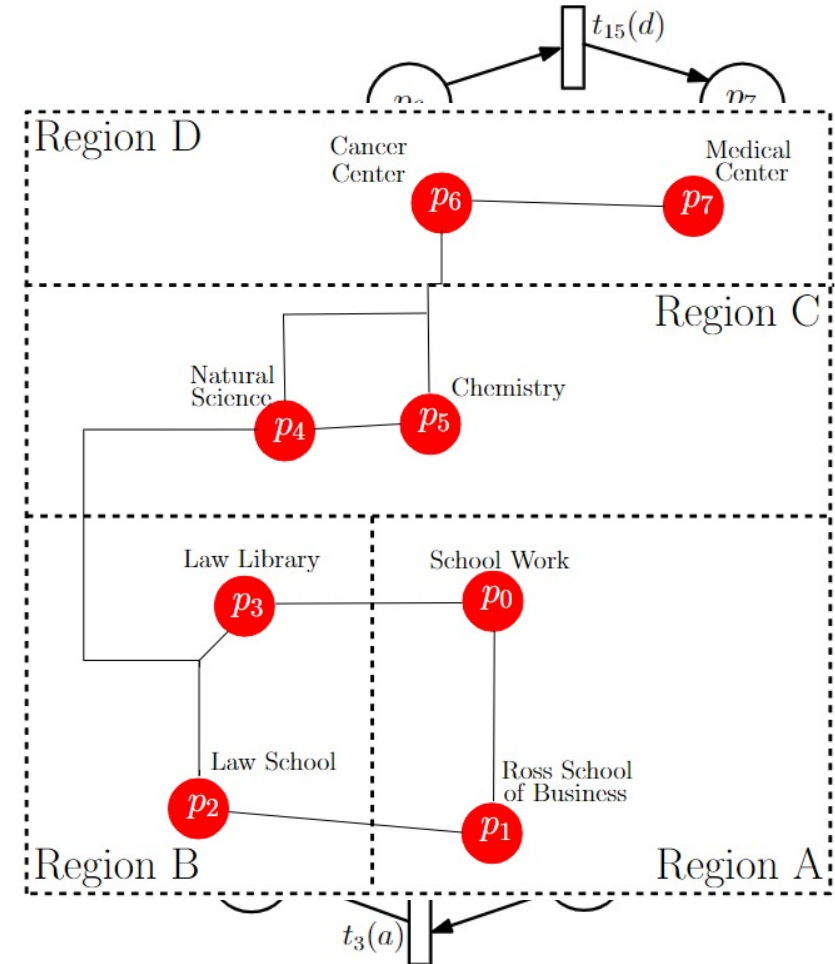 t₁₅(d)
Region D
Cancer
Center
Medical
Center
p₆
p₇
Region C
Natural
Science
Chemistry
p₄
p₅
Law Library
School Work
p₃
p₀
Law School
Ross School
of Business
p₂
p₁
Region B
Region A
t₃(a)